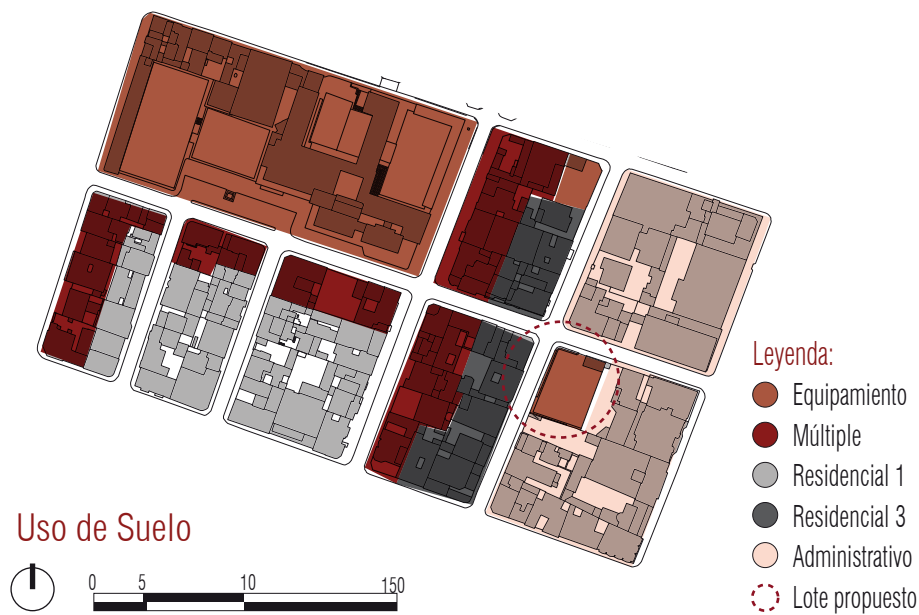 Leyenda:
Equipamiento
Múltiple
Residencial 1
Residencial 3
Administrativo
Lote propuesto
Uso de Suelo
0 5 10 150